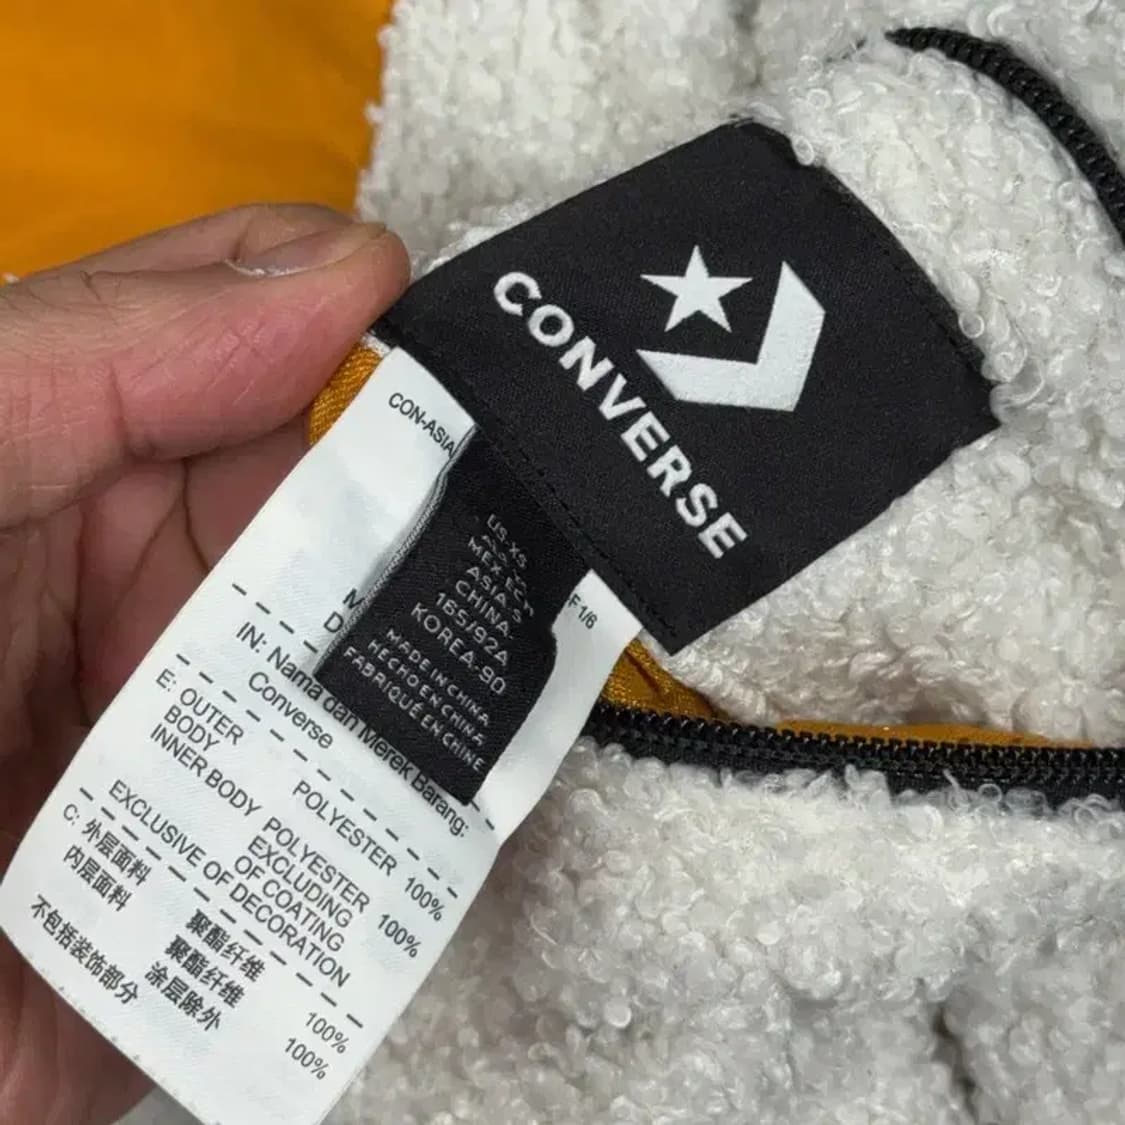 CONVERSE
CON-ASIA
F 1/6
US.XS
ASIA.S
CHINA.
165/92A
KOREA.90
MADE IN CHINA
HECHO EN CHINA
FABRIQUÉ EN CHINE
IN: Nama dan Merek Barang:
Converse
E: OUTER
BODY POLYESTER 100%
INNER BODY POLYESTER 100%
EXCLUDING
OF COATING
EXCLUSIVE OF DECORATION
C: 外层面料 聚酯纤维 100%
内层面料 聚酯纤维 100%
涂层除外
不包括装饰部分